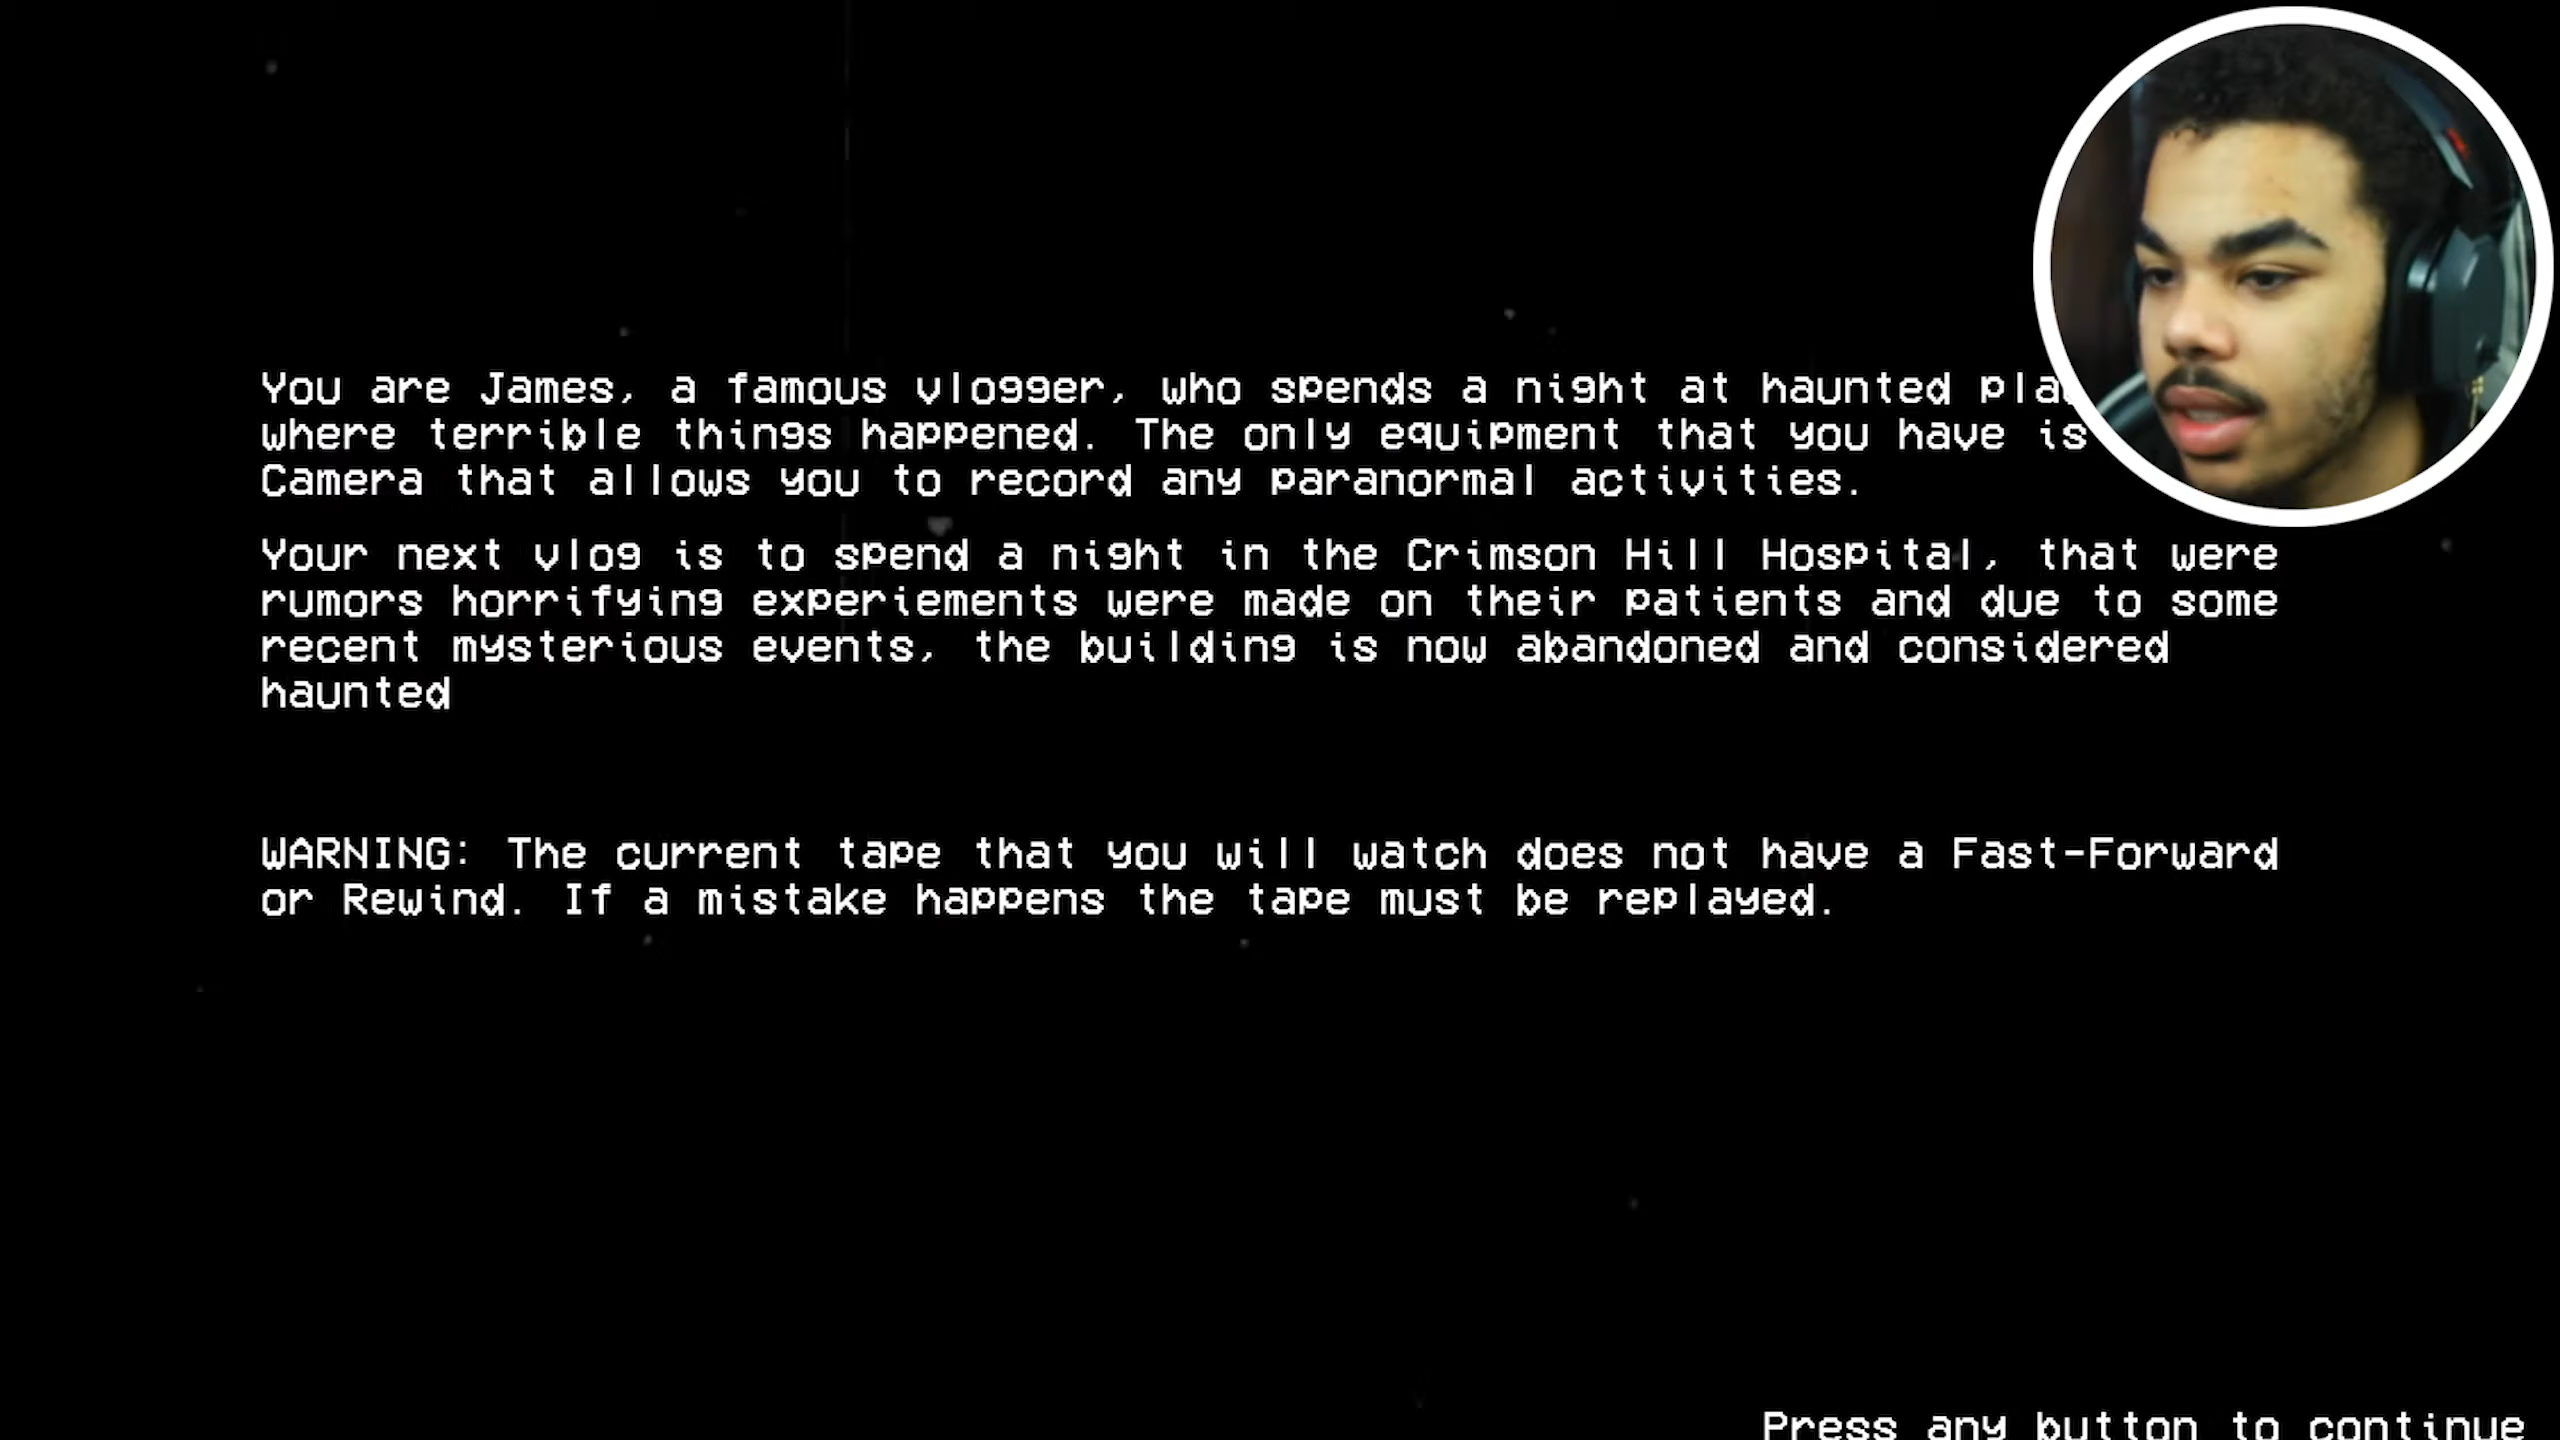 You are James, a famous vlogger, who spends a night at haunted
where terrible things happened. The only equipment that you have is
Camera that allows you to record any paranormal activities.
Your next vlog is to spend a night in the Crimson Hill Hospital, that were
rumors horrifying experiements were made on their patients and due to some
recent mysterious events, the building is now abandoned and considered
haunted
WARNING: The current tape that you will watch does not have a Fast-Forward
or Rewind. If a mistake happens the tape must be replayed.
Press any button to continue